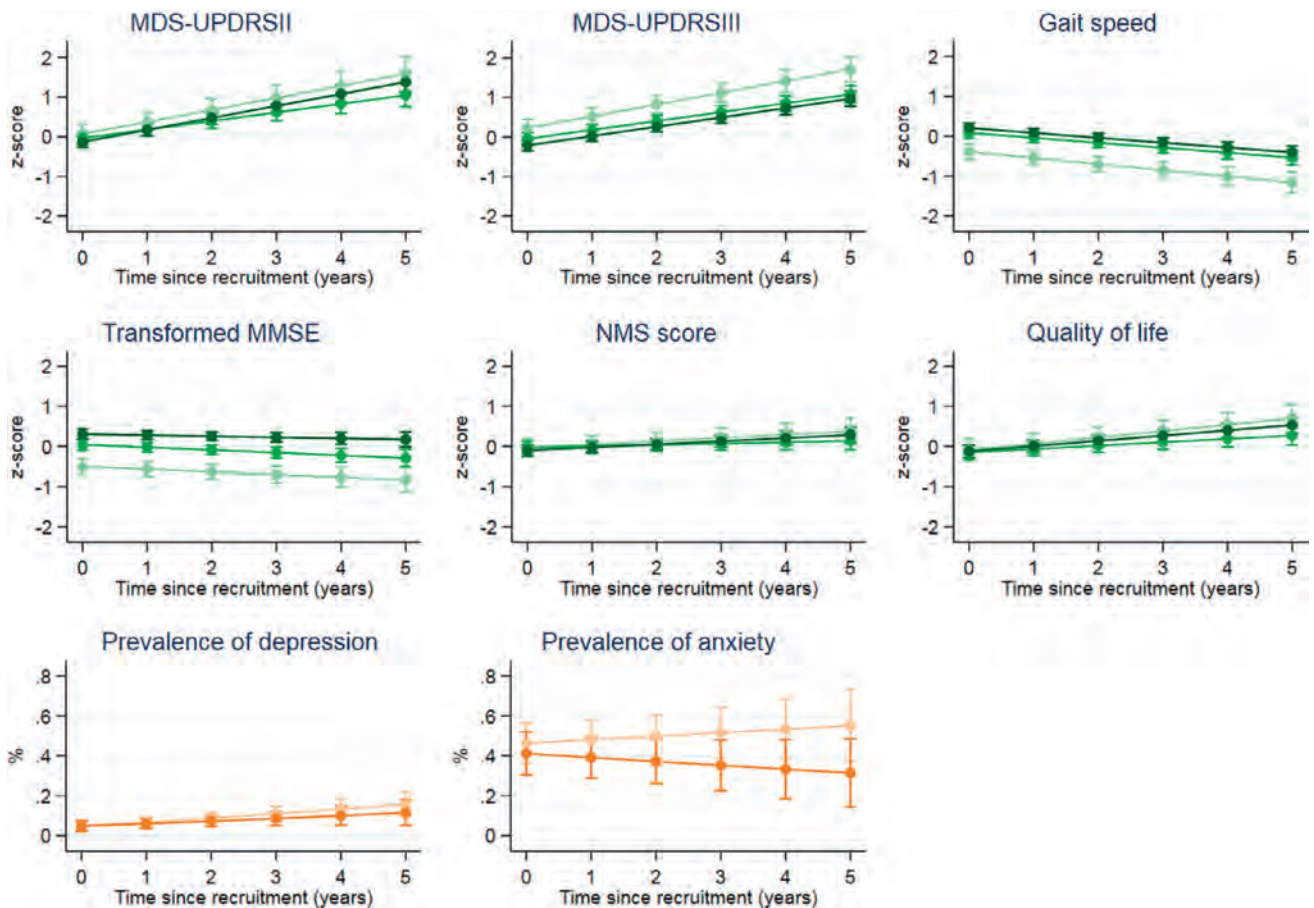 MDS-UPDRSII
MDS-UPDRSIII
Gait speed
2
1
0
-1
-2
z-score
0 1 2 3 4 5
Time since recruitment (years)
2
1
0
-1
-2
z-score
0 1 2 3 4 5
Time since recruitment (years)
2
1
0
-1
-2
z-score
0 1 2 3 4 5
Time since recruitment (years)
Transformed MMSE
NMS score
Quality of life
2
1
0
-1
-2
z-score
0 1 2 3 4 5
Time since recruitment (years)
2
1
0
-1
-2
z-score
0 1 2 3 4 5
Time since recruitment (years)
2
1
0
-1
-2
z-score
0 1 2 3 4 5
Time since recruitment (years)
Prevalence of depression
Prevalence of anxiety
.8
.6
.4
.2
0
%
0 1 2 3 4 5
Time since recruitment (years)
.8
.6
.4
.2
0
%
0 1 2 3 4 5
Time since recruitment (years)